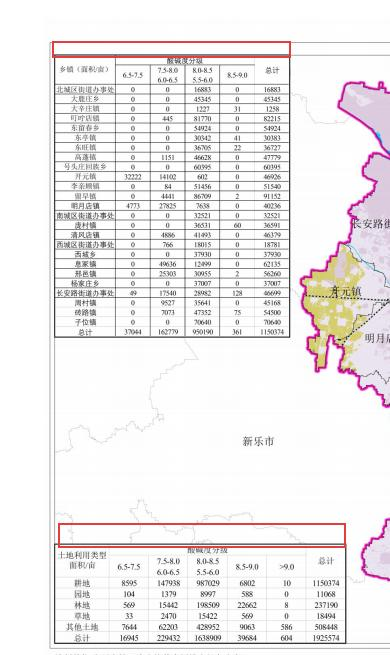 酸碱度分级
乡镇（面积/亩） 6.5-7.5 7.5-8.0 8.0-8.5 8.5-9.0 总计
6.0-6.5 5.5-6.0
北城区街道办事处 0 0 16883 0 16883
大鹿庄乡 0 0 45345 0 45345
大辛庄镇 0 0 1227 31 1258
叮咛店镇 0 445 81770 0 82215
东留春乡 0 0 54924 0 54924
东亭镇 0 0 30342 41 30383
东旺镇 0 0 36705 22 36727
高蓬镇 0 1151 46628 0 47779
号头庄回族乡 0 0 60395 0 60395
开元镇 32222 14102 602 0 46926
李亲顾镇 0 84 51456 0 51540
留早镇 0 4441 86709 2 91152
明月店镇 4773 27825 7638 0 40236
南城区街道办事处 0 0 32521 0 32521
庞村镇 0 0 36531 60 36591
清风店镇 0 4886 41493 0 46379
西城区街道办事处 0 766 18015 0 18781
西城乡 0 0 37930 0 37930
息冢镇 0 49636 12499 0 62135
邢邑镇 0 25303 30955 2 56260
杨家庄乡 0 0 37007 0 37007
长安路街道办事处 49 17540 28982 128 46699
周村镇 0 9527 35641 0 45168
砖路镇 0 7073 47352 75 54500
子位镇 0 0 70640 0 70640
总计 37044 162779 950190 361 1150374
长安路街
开元镇
明月店
新乐市
酸碱度分级
土地利用类型 面积/亩 6.5-7.5 7.5-8.0 8.0-8.5 8.5-9.0 >9.0 总计
6.0-6.5 5.5-6.0
耕地 8595 147938 987029 6802 10 1150374
园地 104 1379 8997 588 0 11068
林地 569 15442 198509 22662 8 237190
草地 33 2470 15422 569 0 18494
其他土地 7644 62203 428952 9063 586 508448
总计 16945 229432 1638909 39684 604 1925574